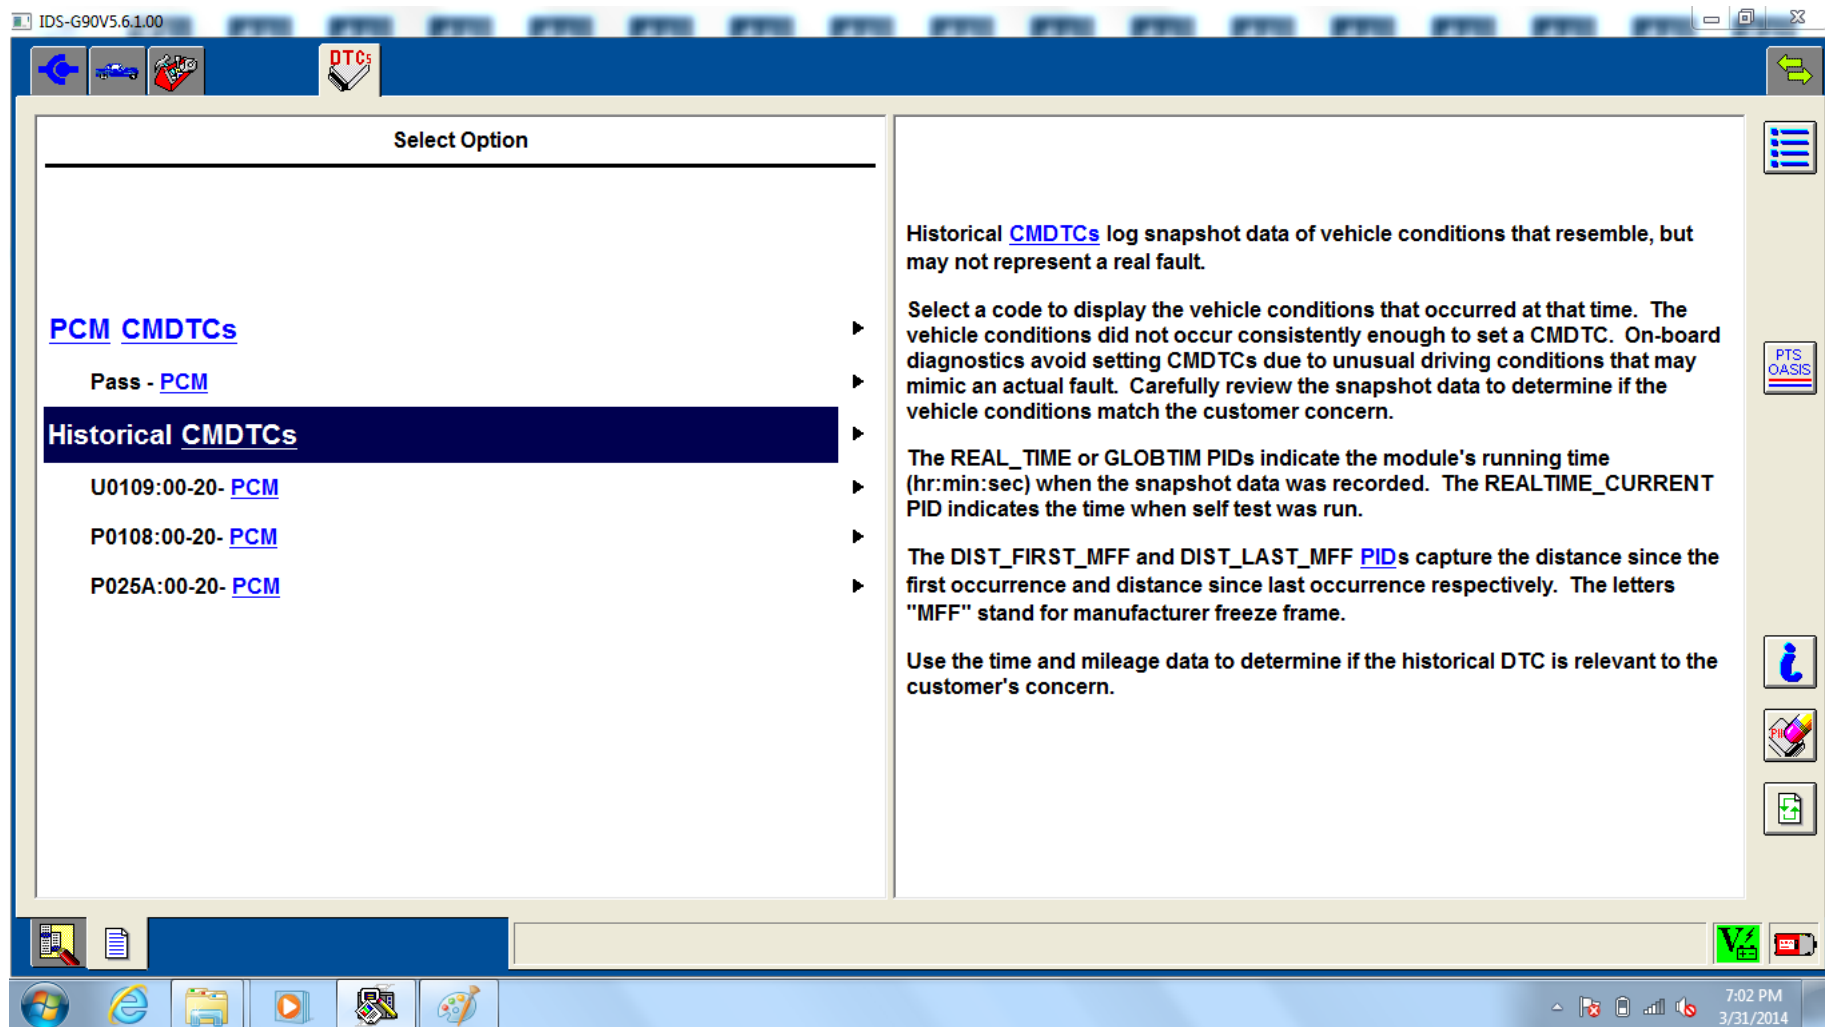 IDS-G90V5.6.1.00
DTCs
Select Option
PCM CMDTCs
Pass - PCM
Historical CMDTCs
U0109:00-20- PCM
P0108:00-20- PCM
P025A:00-20- PCM
Historical CMDTCs log snapshot data of vehicle conditions that resemble, but
may not represent a real fault.
Select a code to display the vehicle conditions that occurred at that time.  The
vehicle conditions did not occur consistently enough to set a CMDTC.  On-board
diagnostics avoid setting CMDTCs due to unusual driving conditions that may
mimic an actual fault.  Carefully review the snapshot data to determine if the
vehicle conditions match the customer concern.
The REAL_TIME or GLOBTIM PIDs indicate the module's running time
(hr:min:sec) when the snapshot data was recorded.  The REALTIME_CURRENT
PID indicates the time when self test was run.
The DIST_FIRST_MFF and DIST_LAST_MFF PIDs capture the distance since the
first occurrence and distance since last occurrence respectively.  The letters
"MFF" stand for manufacturer freeze frame.
Use the time and mileage data to determine if the historical DTC is relevant to the
customer's concern.
PTS
OASIS
7:02 PM
3/31/2014